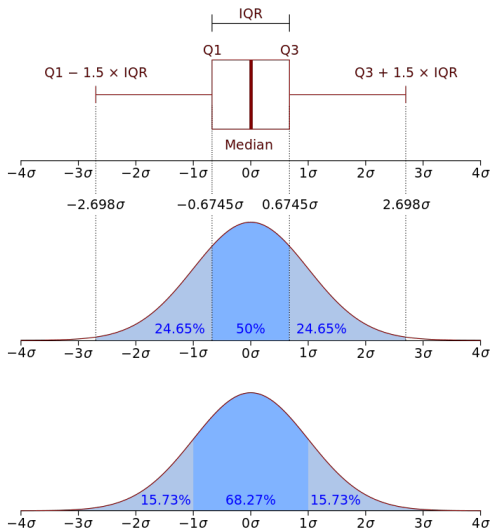 IQR
Q1 Q3
Q1 − 1.5 × IQR Q3 + 1.5 × IQR
Median
−4σ −3σ −2σ −1σ 0σ 1σ 2σ 3σ 4σ
−2.698σ −0.6745σ 0.6745σ 2.698σ
24.65% 50% 24.65%
−4σ −3σ −2σ −1σ 0σ 1σ 2σ 3σ 4σ
15.73% 68.27% 15.73%
−4σ −3σ −2σ −1σ 0σ 1σ 2σ 3σ 4σ